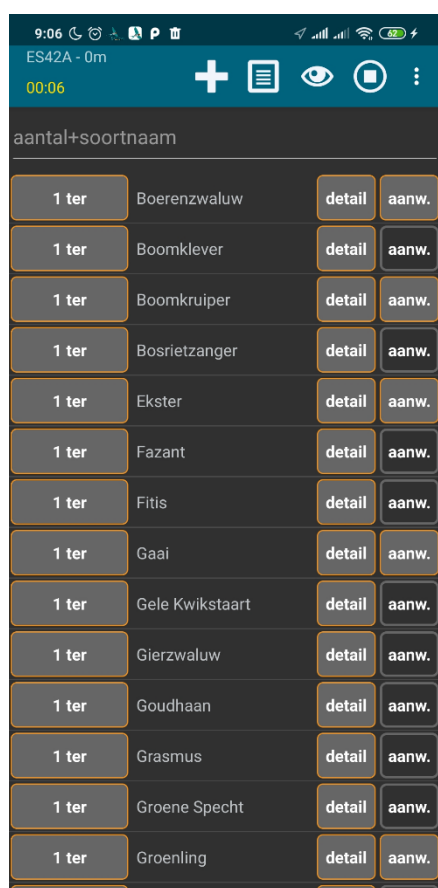 9:06 62
ES42A - 0m
00:06
aantal+soortnaam
1 ter Boerenzwaluw detail aanw.
1 ter Boomklever detail aanw.
1 ter Boomkruiper detail aanw.
1 ter Bosrietzanger detail aanw.
1 ter Ekster detail aanw.
1 ter Fazant detail aanw.
1 ter Fitis detail aanw.
1 ter Gaai detail aanw.
1 ter Gele Kwikstaart detail aanw.
1 ter Gierzwaluw detail aanw.
1 ter Goudhaan detail aanw.
1 ter Grasmus detail aanw.
1 ter Groene Specht detail aanw.
1 ter Groenling detail aanw.